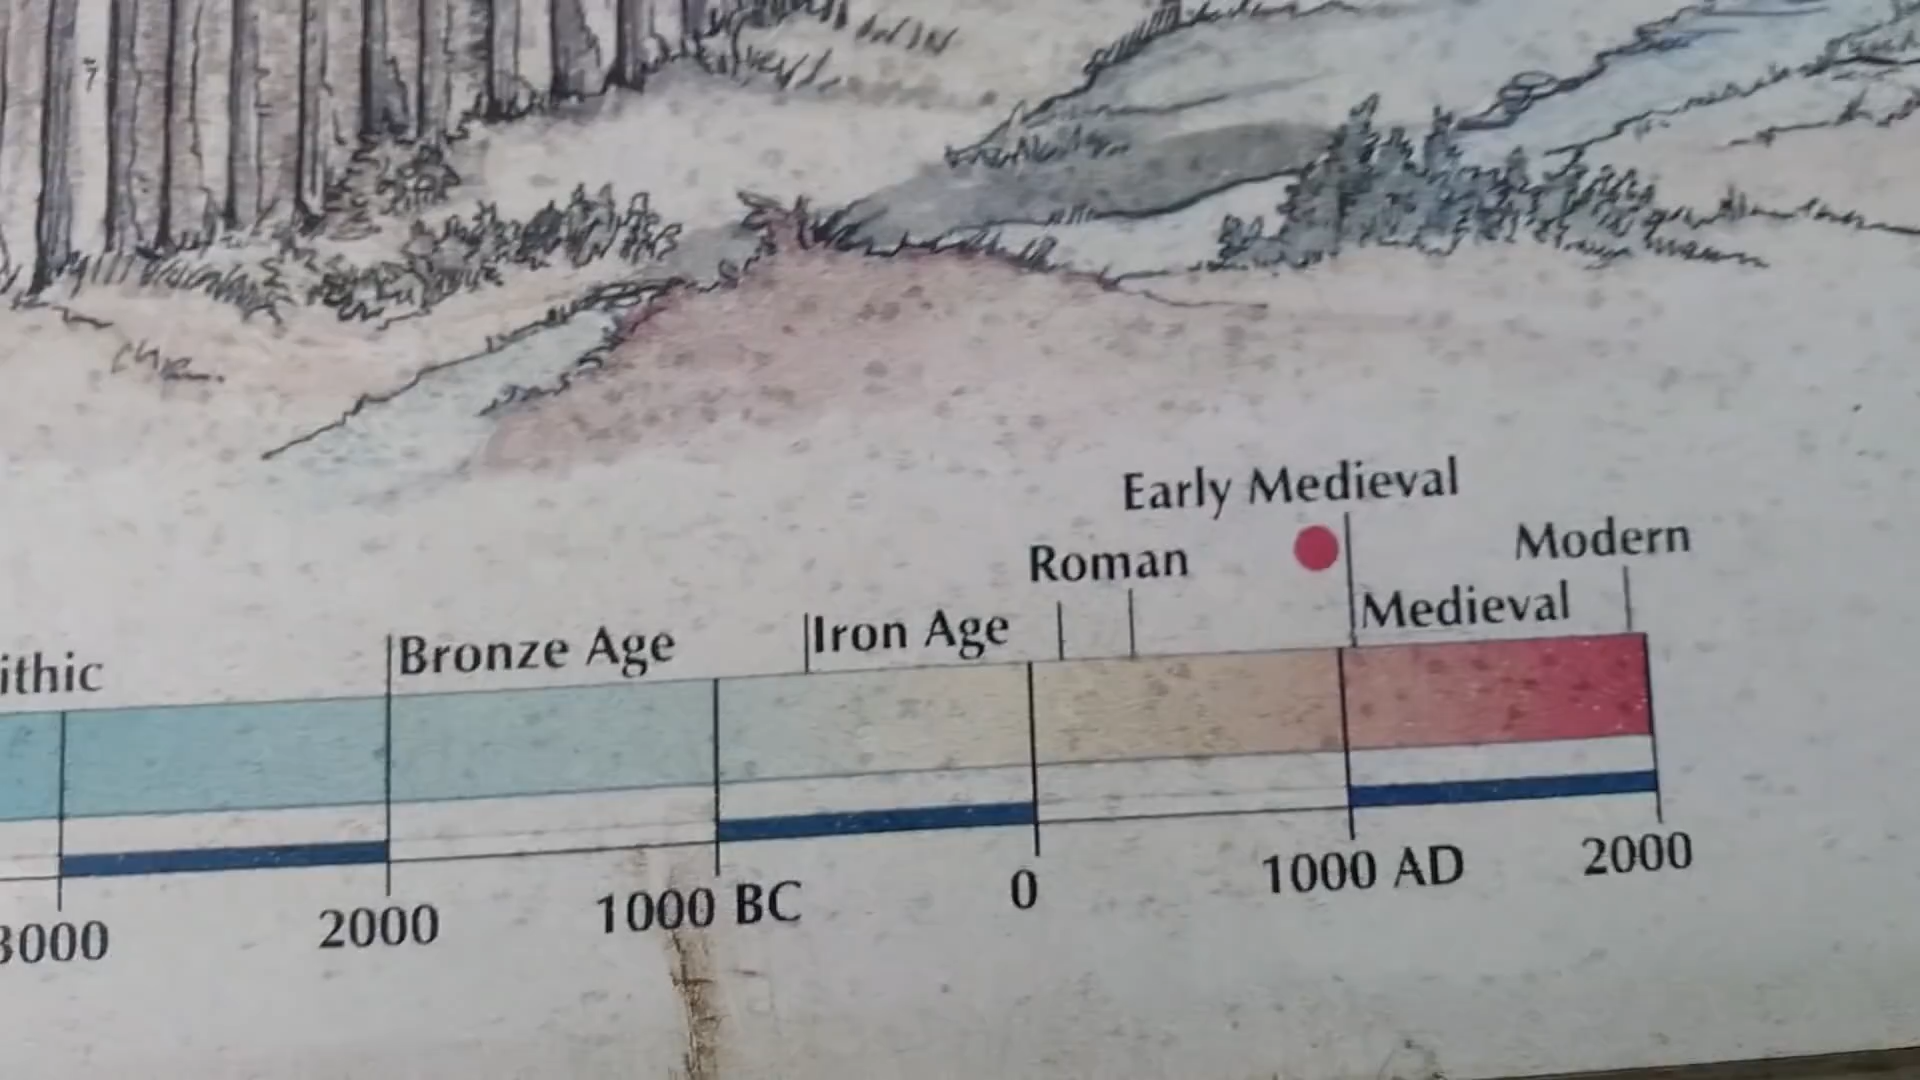 Early Medieval
Roman
Modern
ithic
Bronze Age
Iron Age
Medieval
3000
2000
1000 BC
0
1000 AD
2000